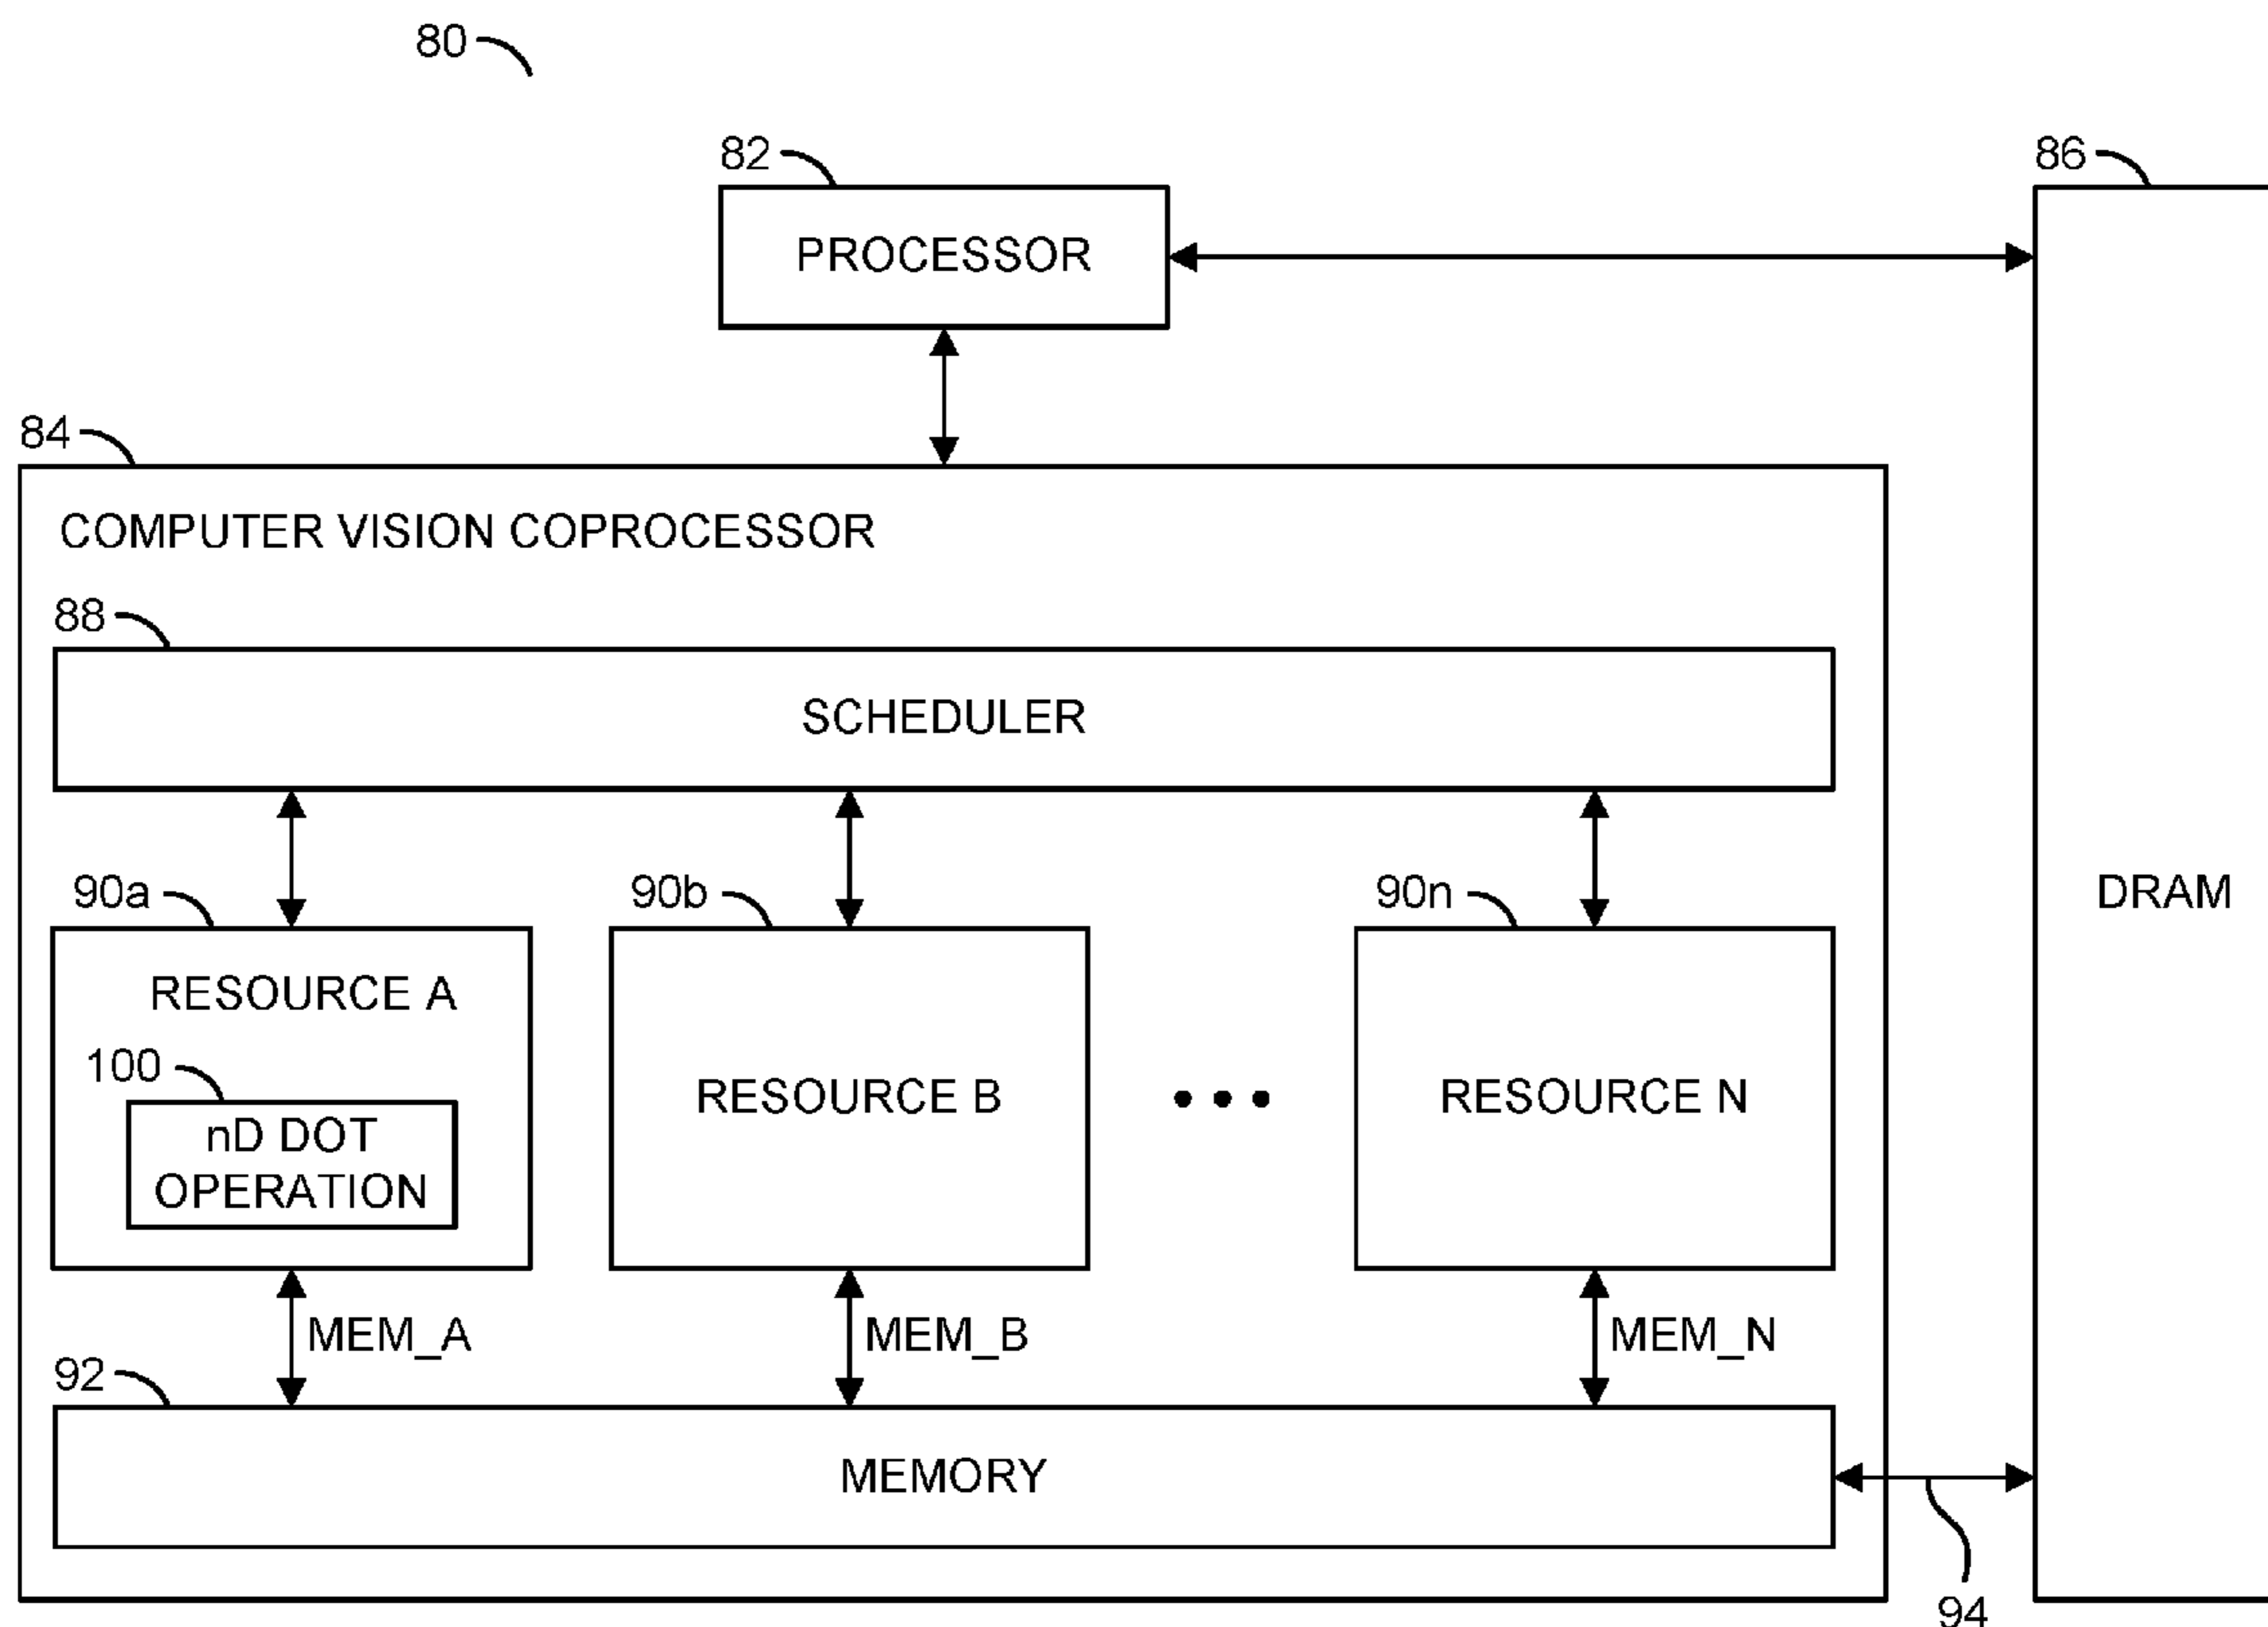 80
82
86
PROCESSOR
84
COMPUTER VISION COPROCESSOR
88
SCHEDULER
90a
90b
90n
DRAM
RESOURCE A
100
nD DOT
OPERATION
RESOURCE B
RESOURCE N
MEM_A
MEM_B
MEM_N
92
MEMORY
94